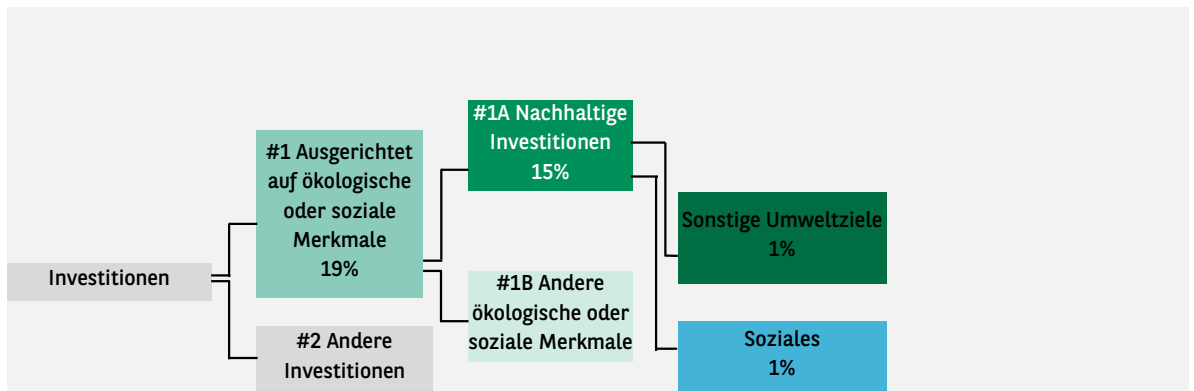 Investitionen
#1 Ausgerichtet
auf ökologische
oder soziale
Merkmale
19%
#2 Andere
Investitionen
#1A Nachhaltige
Investitionen
15%
#1B Andere
ökologische oder
soziale Merkmale
Sonstige Umweltziele
1%
Soziales
1%